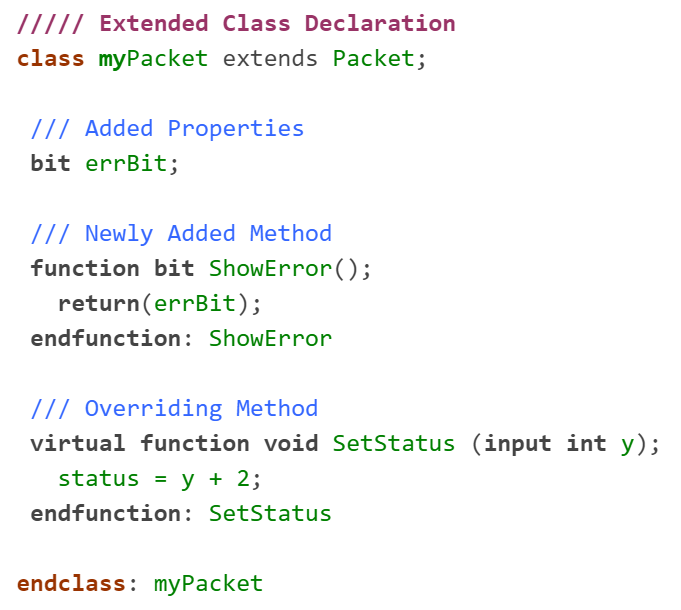 ///// Extended Class Declaration
class myPacket extends Packet;
/// Added Properties
bit errBit;
/// Newly Added Method
function bit ShowError();
return(errBit);
endfunction: ShowError
/// Overriding Method
virtual function void SetStatus (input int y);
status = y + 2;
endfunction: SetStatus
endclass: myPacket